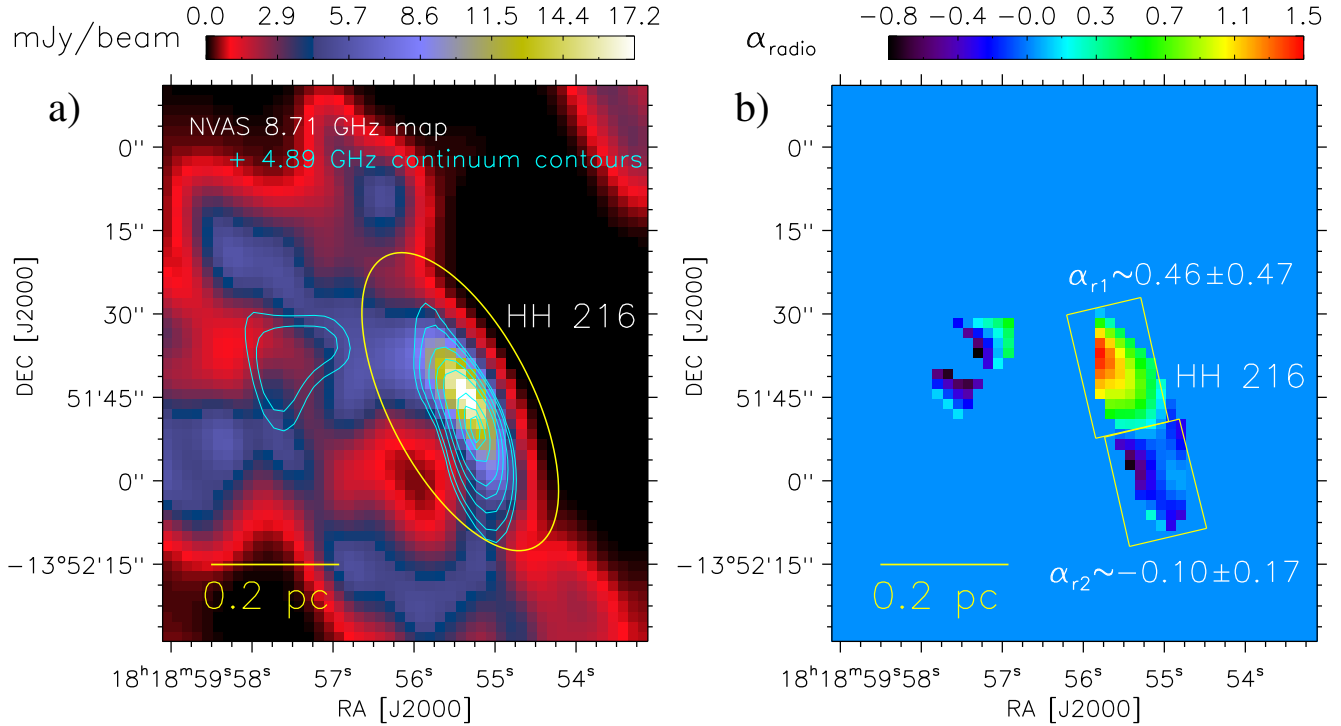 0.0 2.9 5.7 8.6 11.5 14.4 17.2
mJy/beam
a)
NVAS 8.71 GHz map
+ 4.89 GHz continuum contours
HH 216
0.2 pc
0''
15''
30''
51'45''
0''
-13°52'15''
DEC [J2000]
18ʰ18ᵐ59ˢ58ˢ 57ˢ 56ˢ 55ˢ 54ˢ
RA [J2000]
−0.8 −0.4 −0.0 0.3 0.7 1.1 1.5
α_radio
b)
α_r1~0.46±0.47
HH 216
α_r2~−0.10±0.17
0.2 pc
0''
15''
30''
51'45''
0''
-13°52'15''
DEC [J2000]
18ʰ18ᵐ59ˢ58ˢ 57ˢ 56ˢ 55ˢ 54ˢ
RA [J2000]